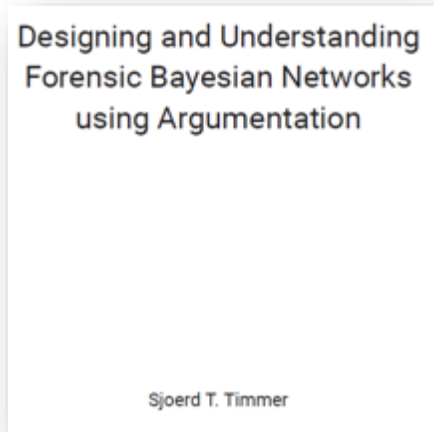 Designing and Understanding
Forensic Bayesian Networks
using Argumentation
Sjoerd T. Timmer